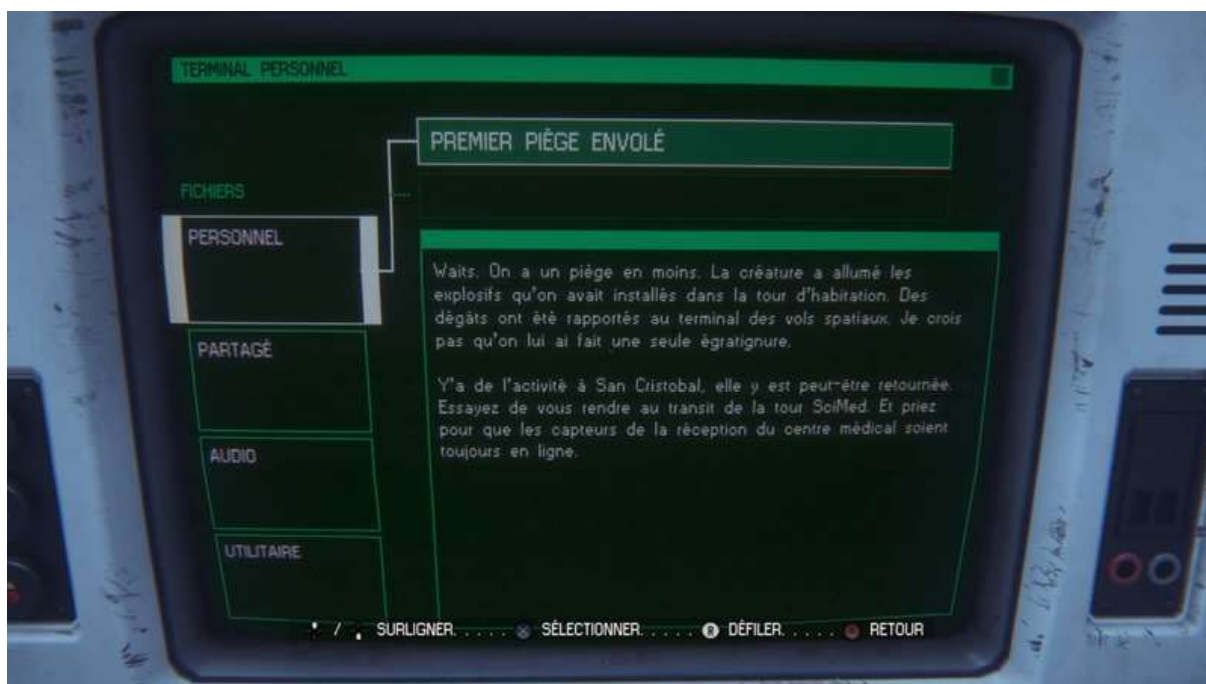 TERMINAL PERSONNEL
PREMIER PIÈGE ENVOLÉ
FICHIERS
PERSONNEL
PARTAGÉ
AUDIO
UTILITAIRE
Waits. On a un piège en moins. La créature a allumé les
explosifs qu'on avait installés dans la tour d'habitation. Des
dégâts ont été rapportés au terminal des vols spatiaux. Je crois
pas qu'on lui ai fait une seule égratignure.
Y'a de l'activité à San Cristobal, elle y est peut-être retournée.
Essayez de vous rendre au transit de la tour SciMed. Et priez
pour que les capteurs de la réception du centre médical soient
toujours en ligne.
/ SURLIGNER..... SÉLECTIONNER..... R DÉFILER..... RETOUR